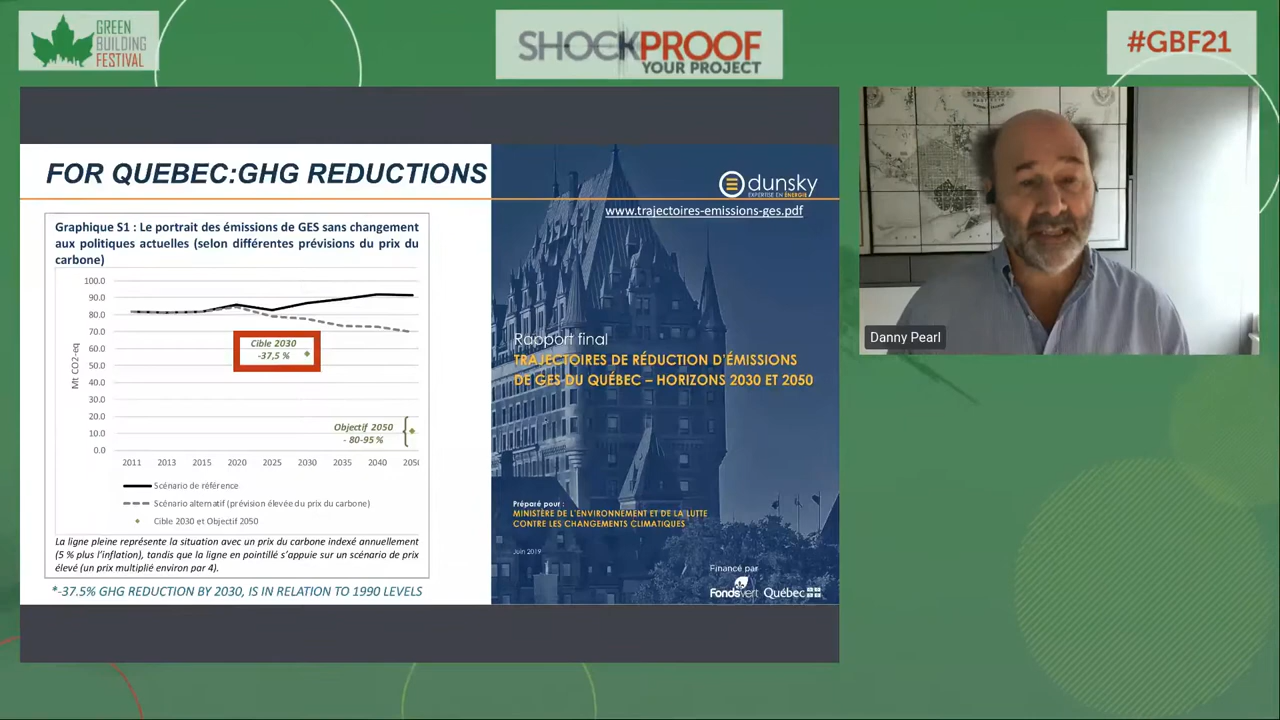 GREEN
BUILDING
FESTIVAL
SHOCKPROOF
YOUR PROJECT
#GBF21
FOR QUEBEC:GHG REDUCTIONS
Graphique S1 : Le portrait des émissions de GES sans changement
aux politiques actuelles (selon différentes prévisions du prix du
carbone)
Mt CO2-eq
100.0
90.0
80.0
70.0
60.0
50.0
40.0
30.0
20.0
10.0
0.0
Cible 2030
-37,5 %
Objectif 2050
- 80-95 %
2011 2013 2015 2020 2025 2030 2035 2040 2050
Scénario de référence
Scénario alternatif (prévision élevée du prix du carbone)
Cible 2030 et Objectif 2050
La ligne pleine représente la situation avec un prix du carbone indexé annuellement
(5 % plus l'inflation), tandis que la ligne en pointillé s'appuie sur un scénario de prix
élevé (un prix multiplié environ par 4).
*-37.5% GHG REDUCTION BY 2030, IS IN RELATION TO 1990 LEVELS
dunsky
EXPERTISE EN ÉNERGIE
www.trajectoires-emissions-ges.pdf
Rapport final
TRAJECTOIRES DE RÉDUCTION D'ÉMISSIONS
DE GES DU QUÉBEC – HORIZONS 2030 ET 2050
Préparé pour :
MINISTÈRE DE L'ENVIRONNEMENT ET DE LA LUTTE
CONTRE LES CHANGEMENTS CLIMATIQUES
Juin 2019
Financé par
Fonds vert Québec
Danny Pearl